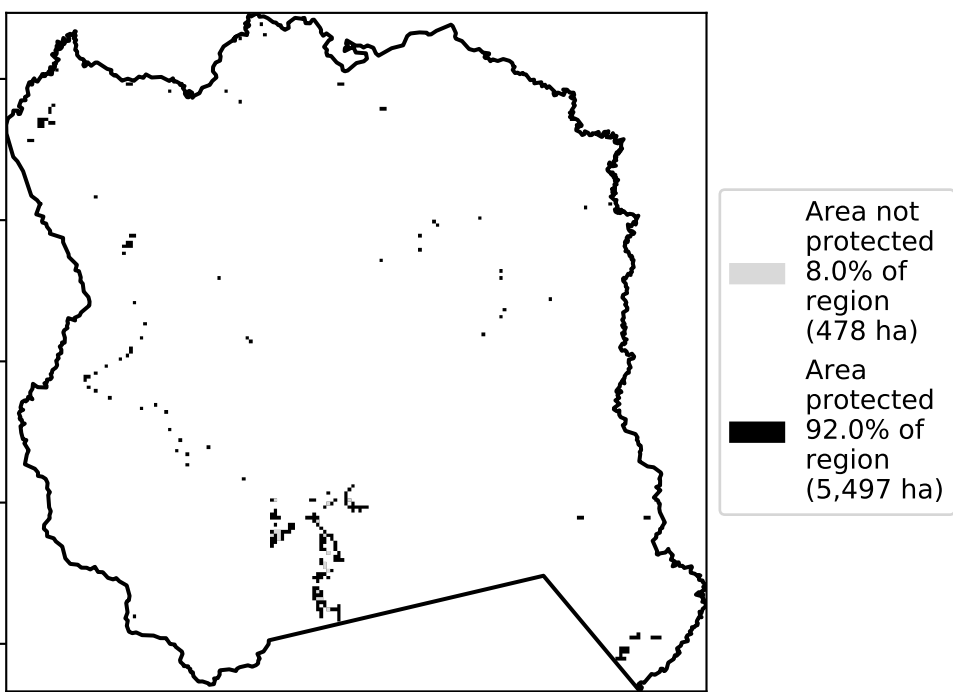 Area not
protected
8.0% of
region
(478 ha)
Area
protected
92.0% of
region
(5,497 ha)